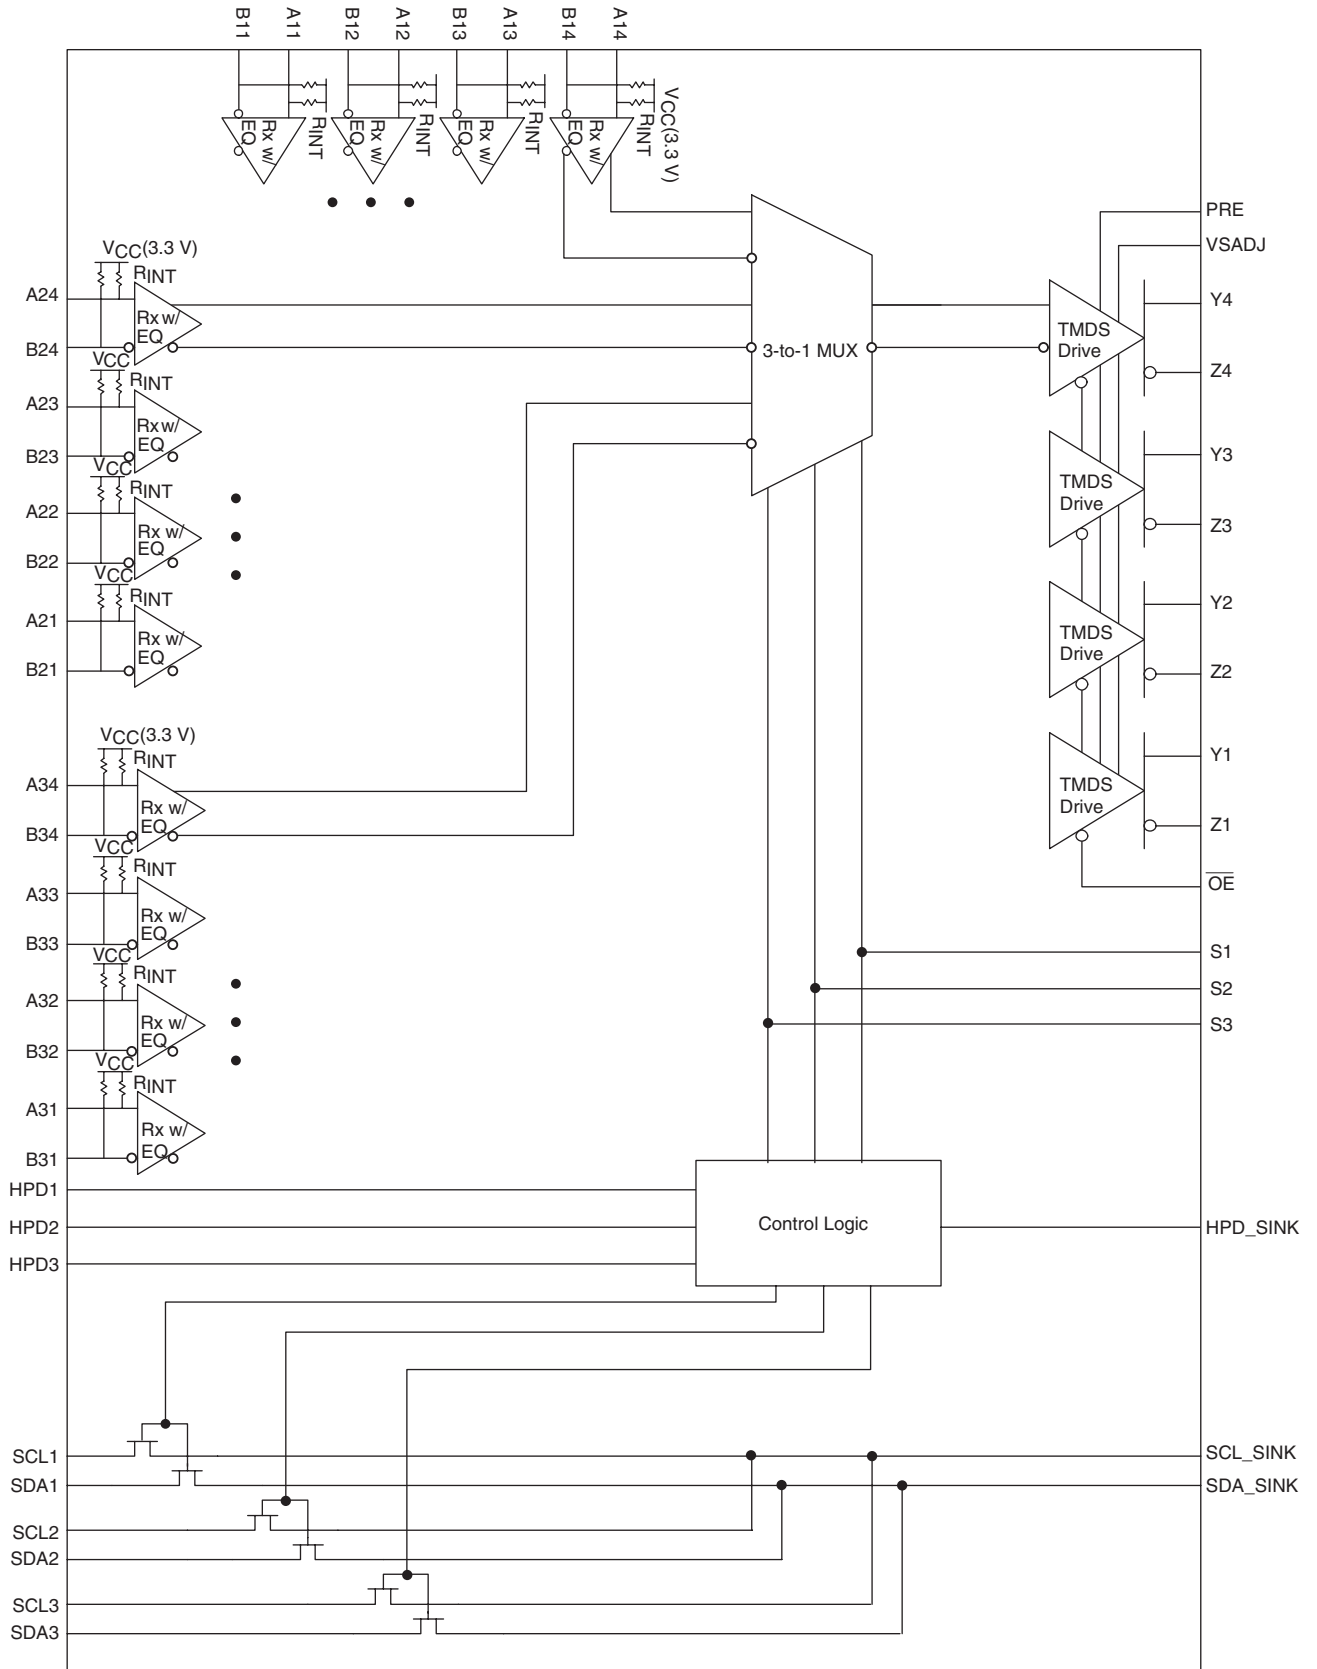 B11
A11
B12
A12
B13
A13
B14
A14
RINT
Rx w/
EQ
RINT
Rx w/
EQ
RINT
Rx w/
EQ
VCC(3.3 V)
RINT
Rx w/
EQ
PRE
VSADJ
VCC(3.3 V)
RINT
A24
Rx w/
EQ
B24
3-to-1 MUX
TMDS
Drive
Y4
Z4
VCC
RINT
A23
Rx w/
EQ
B23
VCC
RINT
A22
Rx w/
EQ
B22
TMDS
Drive
Y3
Z3
VCC
RINT
A21
Rx w/
EQ
B21
TMDS
Drive
Y2
Z2
VCC(3.3 V)
RINT
A34
Rx w/
EQ
B34
TMDS
Drive
Y1
Z1
VCC
RINT
A33
Rx w/
EQ
B33
OE
S1
S2
S3
VCC
RINT
A32
Rx w/
EQ
B32
VCC
RINT
A31
Rx w/
EQ
B31
HPD1
HPD2
HPD3
Control Logic
HPD_SINK
SCL1
SCL_SINK
SDA1
SDA_SINK
SCL2
SDA2
SCL3
SDA3